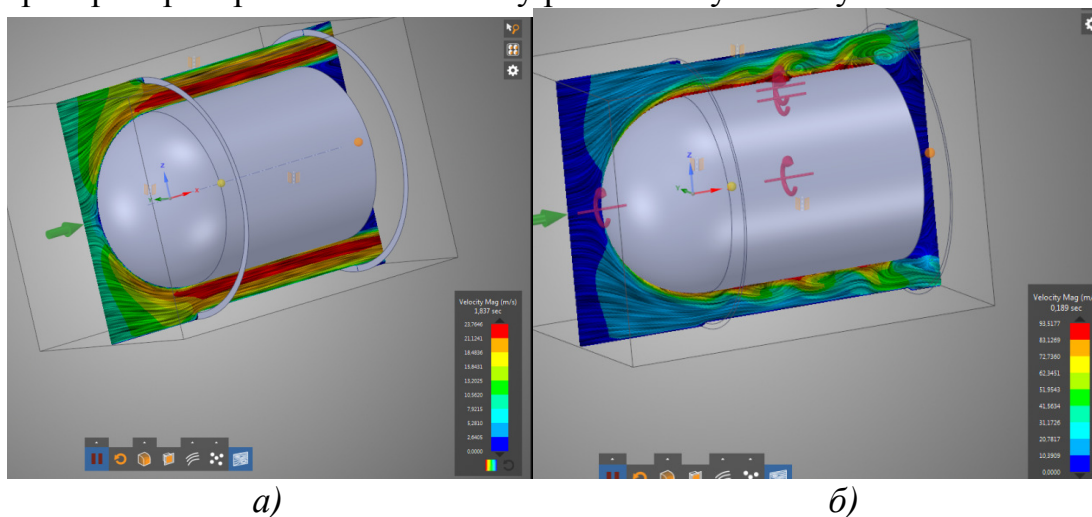 Z
X
Velocity Mag (m/s)
1,837 sec
23,7646
21,1241
18,4836
15,8431
13,2025
10,5620
7,9215
5,2810
2,6405
0,0000
Z
Y
Velocity Mag (m/
0,189 sec
93,5177
83,1269
72,7360
62,3451
51,9543
41,5634
31,1726
20,7817
10,3909
0,0000
а)
б)